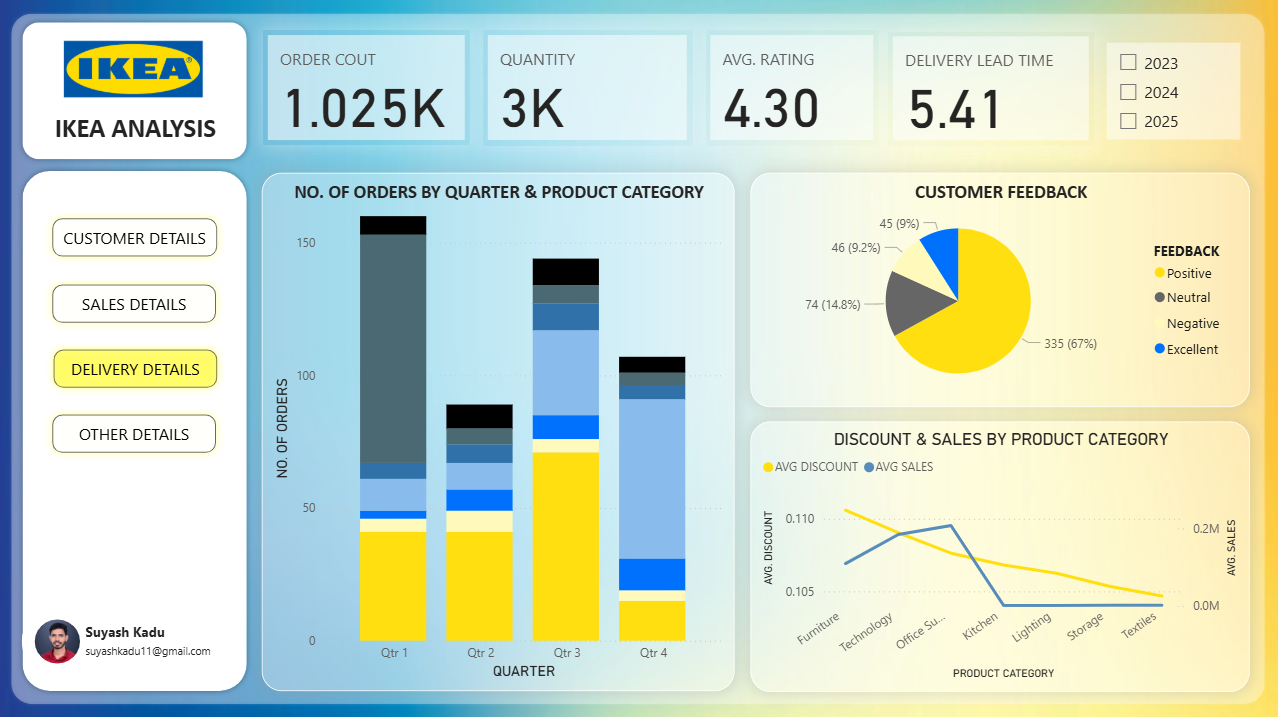 IKEA®
IKEA ANALYSIS
ORDER COUT
1.025K
QUANTITY
3K
AVG. RATING
4.30
DELIVERY LEAD TIME
5.41
2023
2024
2025
CUSTOMER DETAILS
SALES DETAILS
DELIVERY DETAILS
OTHER DETAILS
Suyash Kadu
suyashkadu11@gmail.com
NO. OF ORDERS BY QUARTER & PRODUCT CATEGORY
NO. OF ORDERS
150
100
50
0
Qtr 1
Qtr 2
Qtr 3
Qtr 4
QUARTER
CUSTOMER FEEDBACK
45 (9%)
46 (9.2%)
74 (14.8%)
335 (67%)
FEEDBACK
Positive
Neutral
Negative
Excellent
DISCOUNT & SALES BY PRODUCT CATEGORY
AVG DISCOUNT
AVG SALES
AVG. DISCOUNT
0.110
0.105
0.2M
0.0M
AVG. SALES
Furniture
Technology
Office Su...
Kitchen
Lighting
Storage
Textiles
PRODUCT CATEGORY